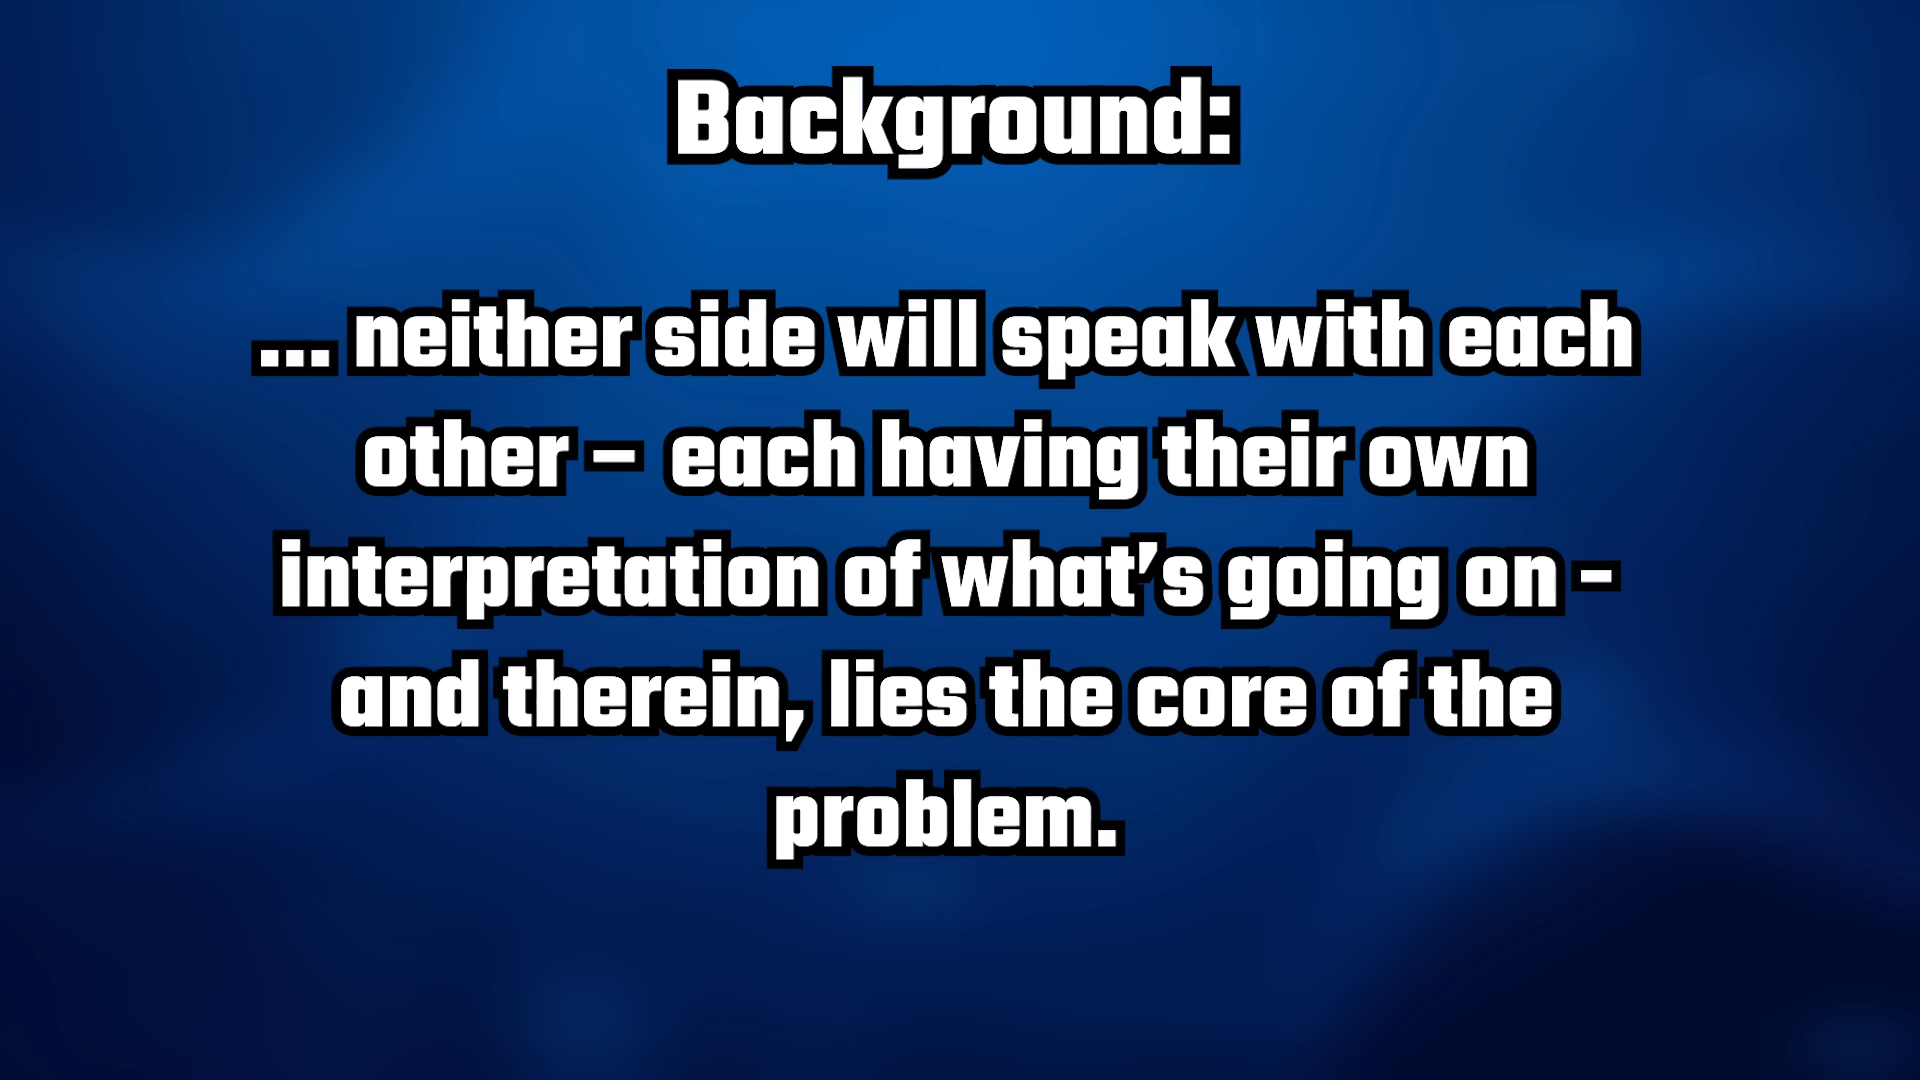 Background:
... neither side will speak with each
other – each having their own
interpretation of what’s going on -
and therein, lies the core of the
problem.